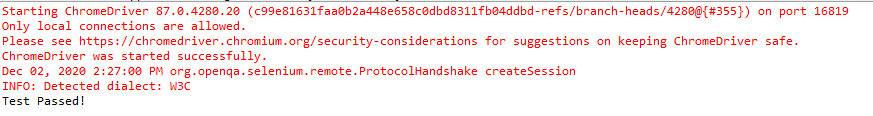 Starting ChromeDriver 87.0.4280.20 (c99e81631faa0b2a448e658c0dbd8311fb04ddbd-refs/branch-heads/4280@{#355}) on port 16819
Only local connections are allowed.
Please see https://chromedriver.chromium.org/security-considerations for suggestions on keeping ChromeDriver safe.
ChromeDriver was started successfully.
Dec 02, 2020 2:27:00 PM org.openqa.selenium.remote.ProtocolHandshake createSession
INFO: Detected dialect: W3C
Test Passed!